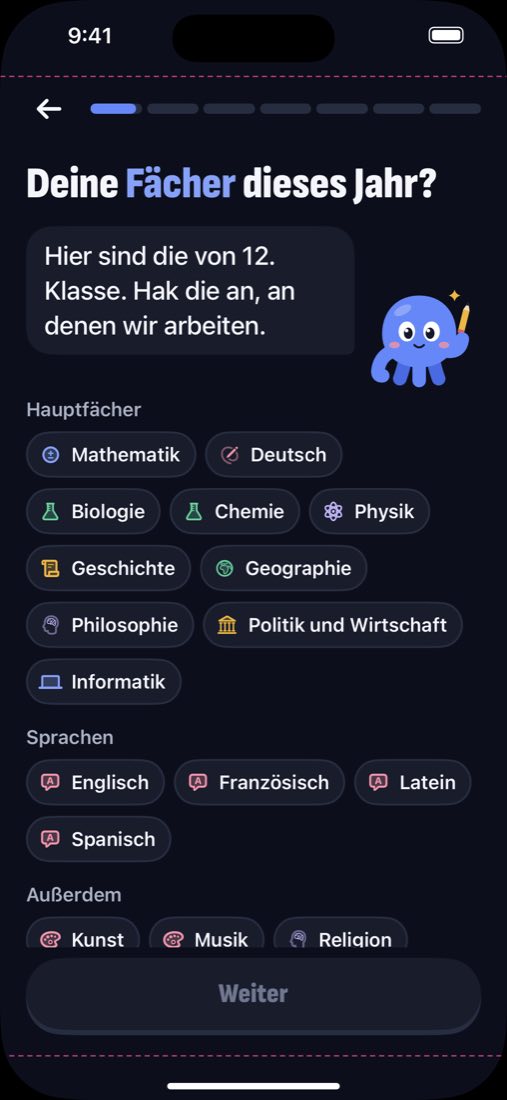 9:41
Deine Fächer dieses Jahr?
Hier sind die von 12.
Klasse. Hak die an, an
denen wir arbeiten.
Hauptfächer
Mathematik Deutsch
Biologie Chemie Physik
Geschichte Geographie
Philosophie Politik und Wirtschaft
Informatik
Sprachen
Englisch Französisch Latein
Spanisch
Außerdem
Kunst Musik Religion
Weiter